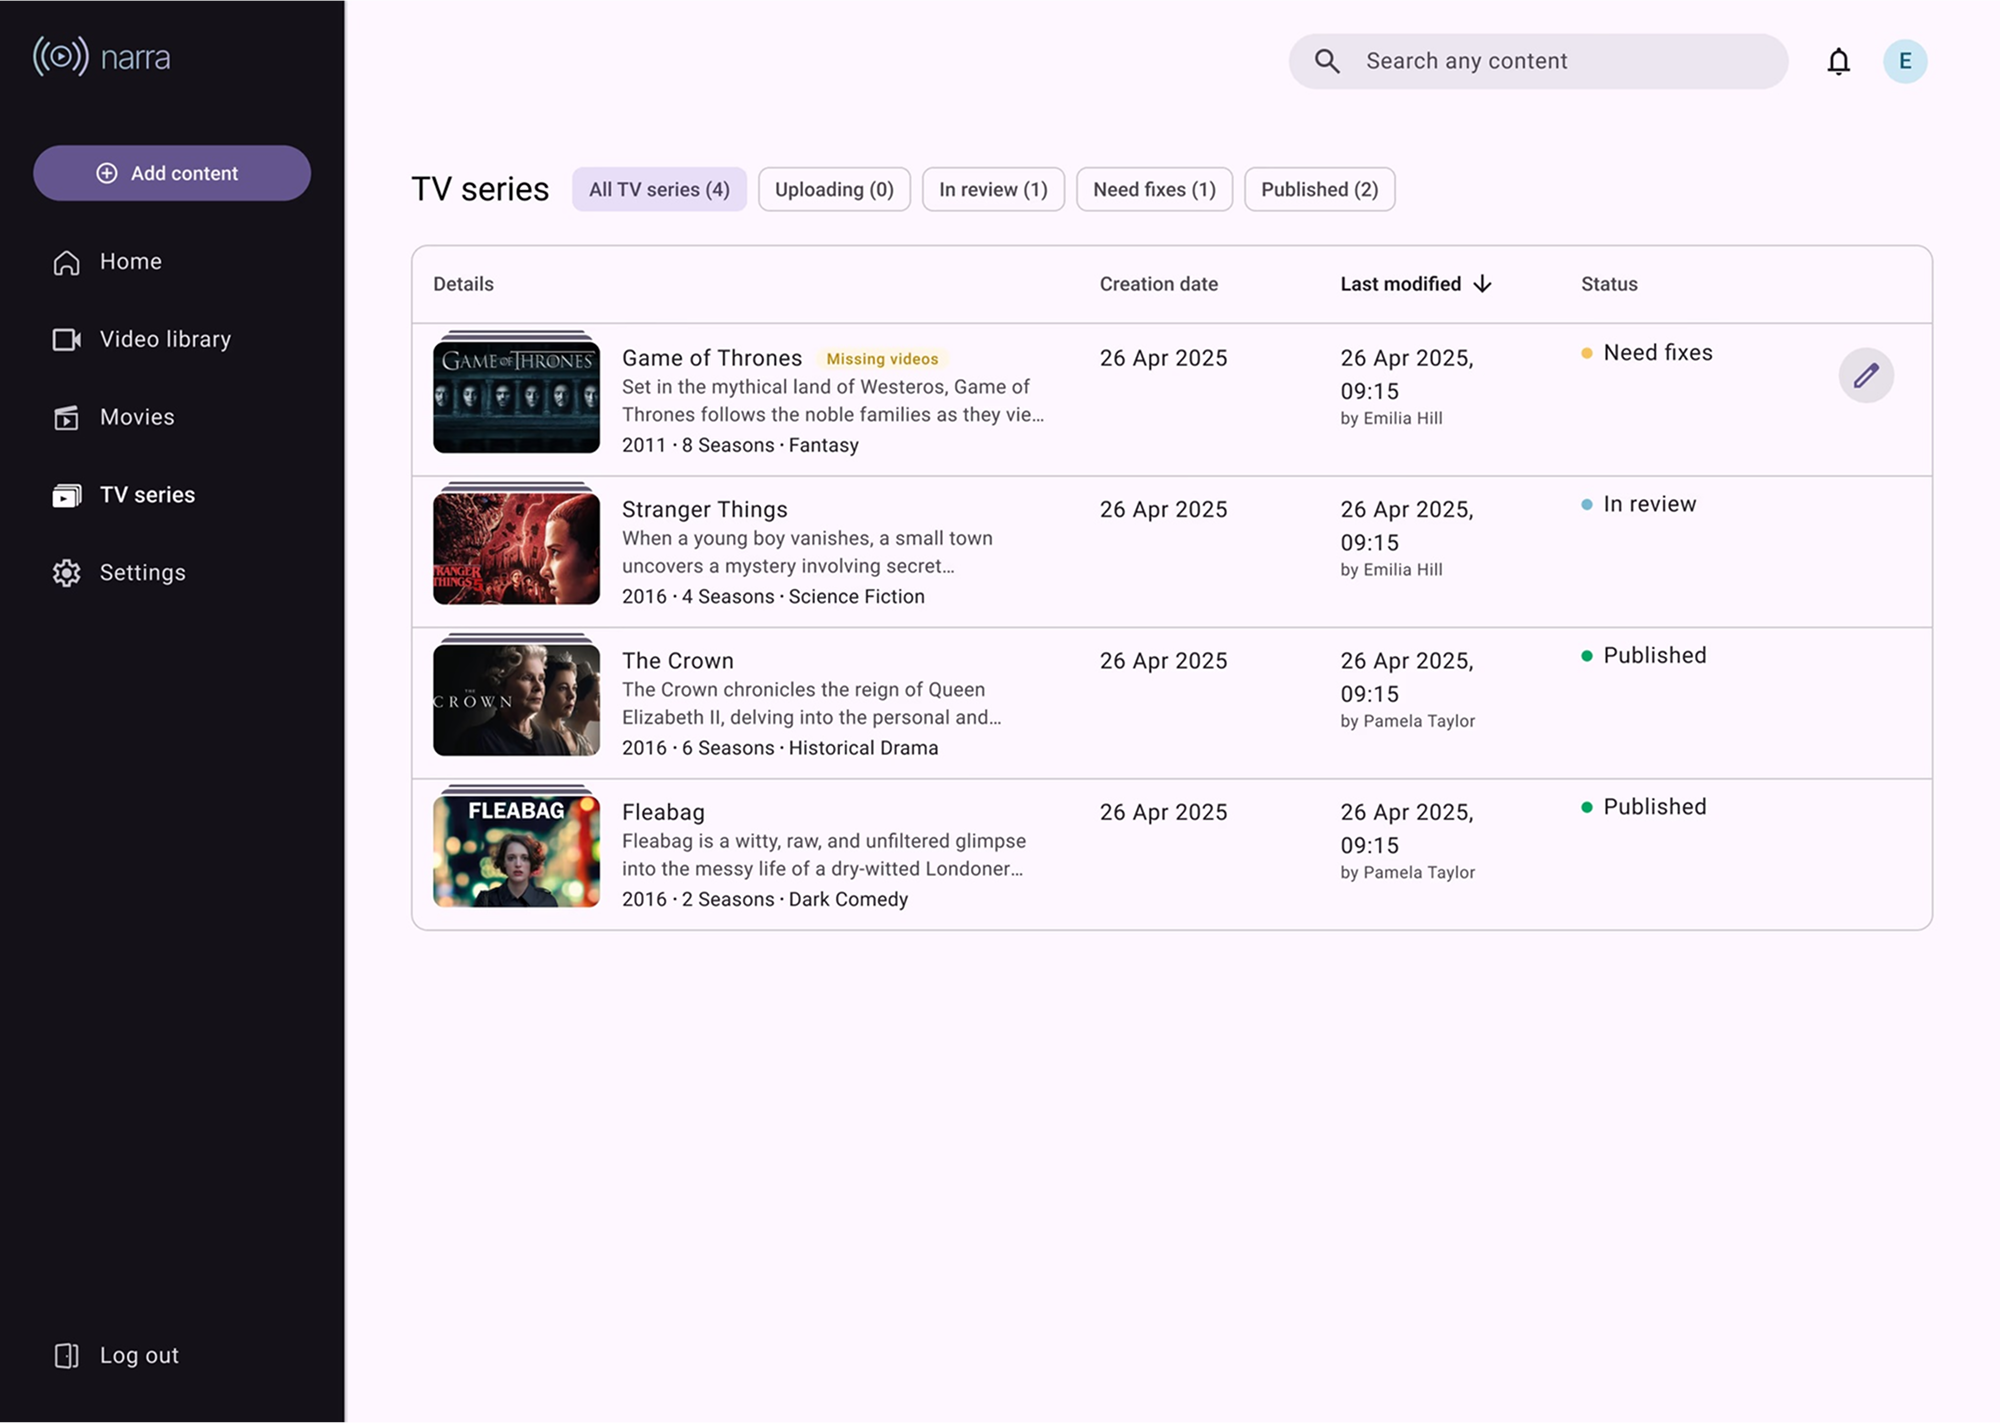 narra
Search any content
E
Add content
Home
Video library
Movies
TV series
Settings
Log out
TV series
All TV series (4)
Uploading (0)
In review (1)
Need fixes (1)
Published (2)
Details
Creation date
Last modified
Status
GAME OF THRONES
Game of Thrones
Missing videos
Set in the mythical land of Westeros, Game of
Thrones follows the noble families as they vie…
2011 · 8 Seasons · Fantasy
26 Apr 2025
26 Apr 2025,
09:15
by Emilia Hill
Need fixes
TRANGER
THINGS 5
Stranger Things
When a young boy vanishes, a small town
uncovers a mystery involving secret…
2016 · 4 Seasons · Science Fiction
26 Apr 2025
26 Apr 2025,
09:15
by Emilia Hill
In review
THE
CROWN
The Crown
The Crown chronicles the reign of Queen
Elizabeth II, delving into the personal and…
2016 · 6 Seasons · Historical Drama
26 Apr 2025
26 Apr 2025,
09:15
by Pamela Taylor
Published
FLEABAG
Fleabag
Fleabag is a witty, raw, and unfiltered glimpse
into the messy life of a dry-witted Londoner…
2016 · 2 Seasons · Dark Comedy
26 Apr 2025
26 Apr 2025,
09:15
by Pamela Taylor
Published